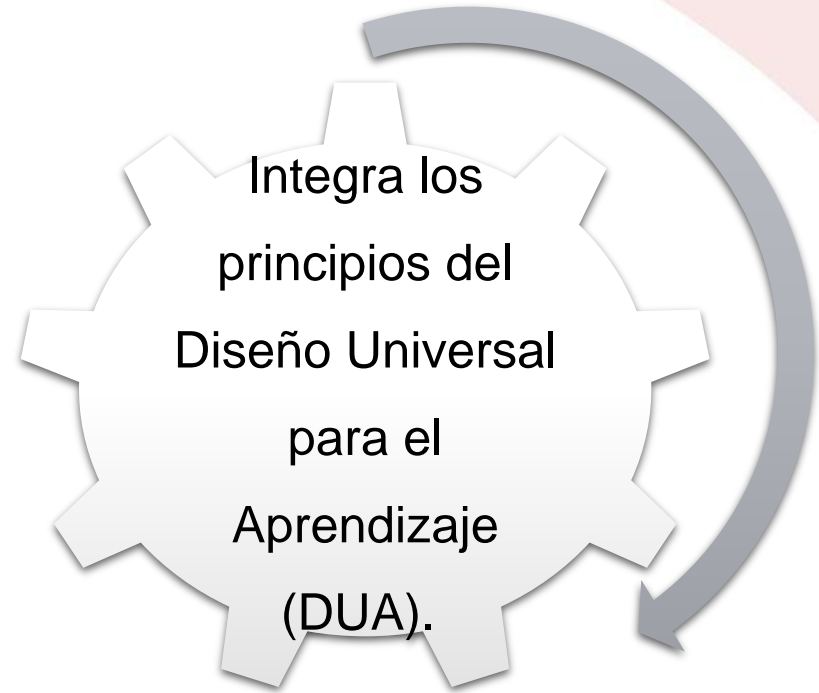 Integra los
principios del
Diseño Universal
para el
Aprendizaje
(DUA).